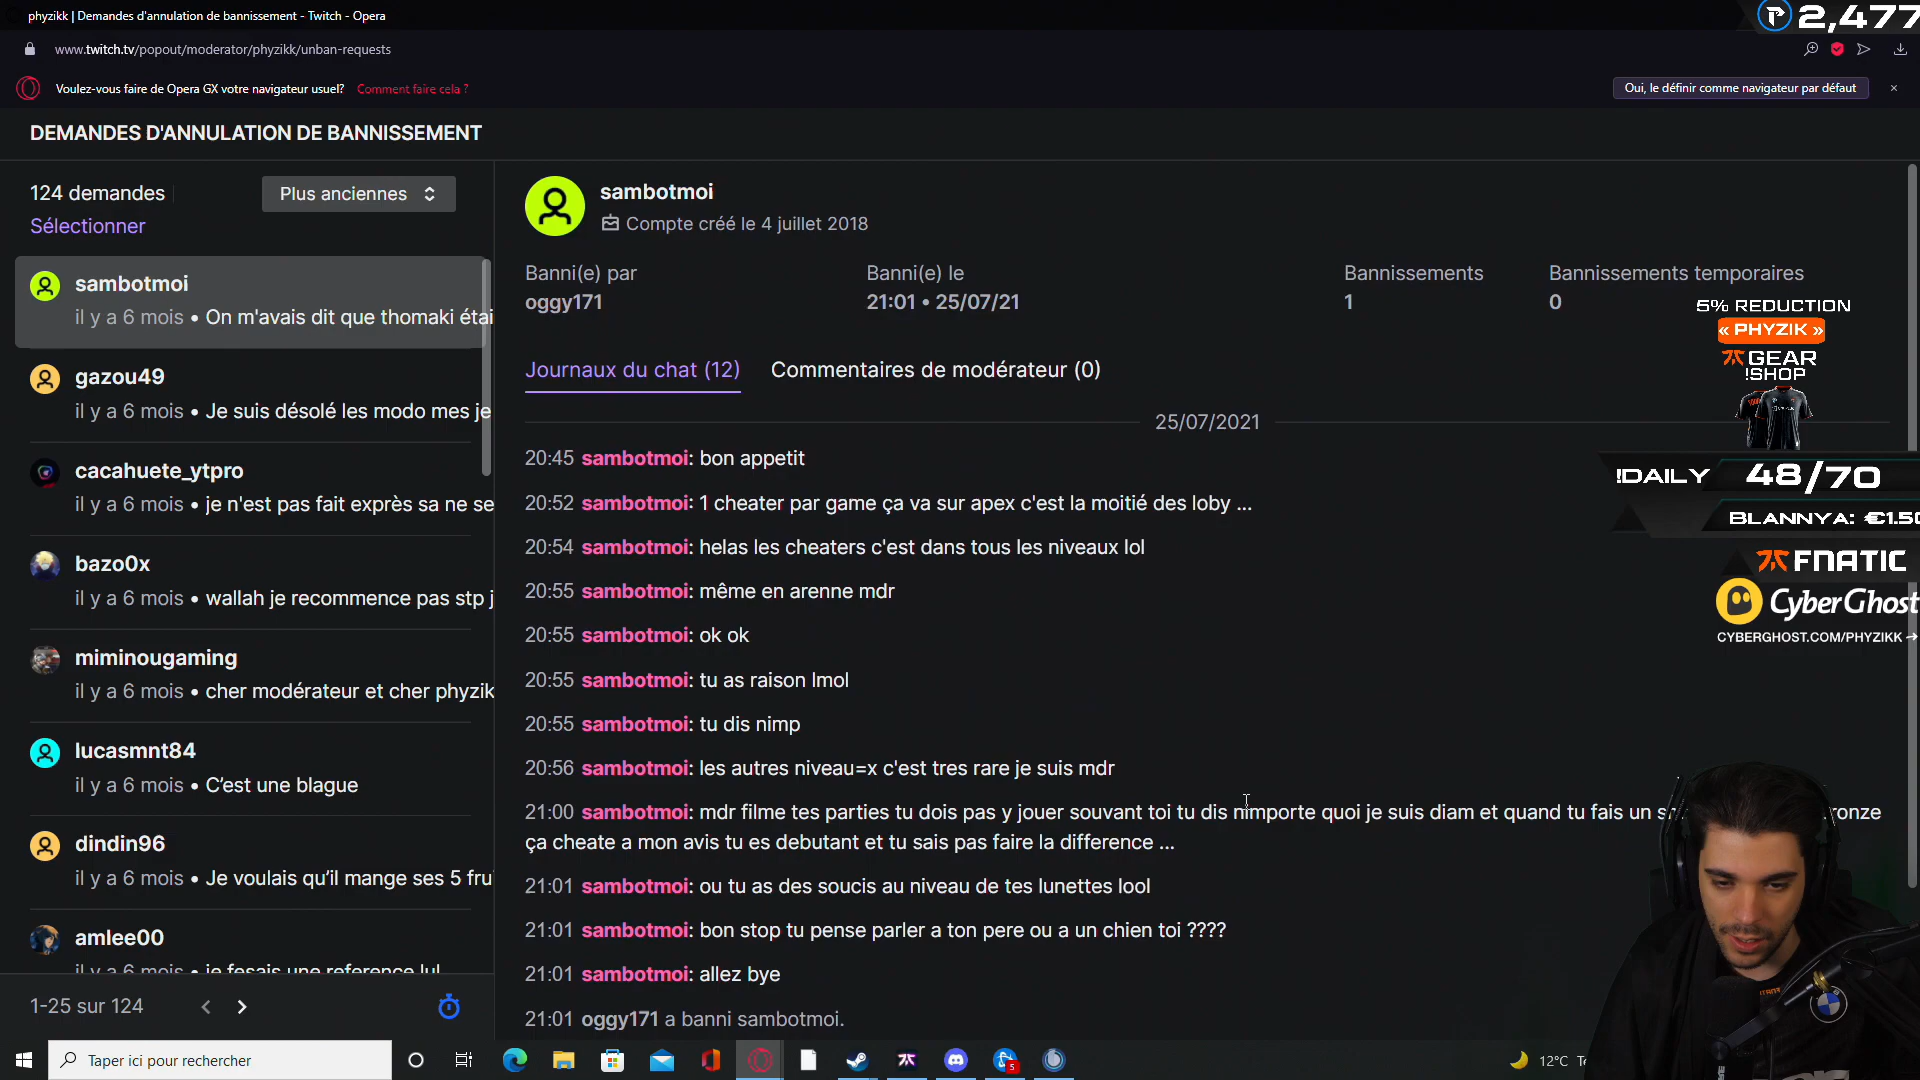 phyzikk | Demandes d'annulation de bannissement - Twitch - Opera
2,477
www.twitch.tv/popout/moderator/phyzikk/unban-requests
Voulez-vous faire de Opera GX votre navigateur usuel? Comment faire cela ?
Oui, le définir comme navigateur par défaut
DEMANDES D'ANNULATION DE BANNISSEMENT
124 demandes
Plus anciennes
Sélectionner
sambotmoi
il y a 6 mois • On m'avais dit que thomaki étai
gazou49
il y a 6 mois • Je suis désolé les modo mes je
cacahuete_ytpro
il y a 6 mois • je n'est pas fait exprès sa ne se
bazo0x
il y a 6 mois • wallah je recommence pas stp j
miminougaming
il y a 6 mois • cher modérateur et cher phyzik
lucasmnt84
il y a 6 mois • C'est une blague
dindin96
il y a 6 mois • Je voulais qu'il mange ses 5 fru
amlee00
il y a 6 mois • je fesais une reference lul
1-25 sur 124
sambotmoi
Compte créé le 4 juillet 2018
Banni(e) par
oggy171
Banni(e) le
21:01 • 25/07/21
Bannissements
1
Bannissements temporaires
0
Journaux du chat (12)
Commentaires de modérateur (0)
25/07/2021
20:45 sambotmoi: bon appetit
20:52 sambotmoi: 1 cheater par game ça va sur apex c'est la moitié des loby ...
20:54 sambotmoi: helas les cheaters c'est dans tous les niveaux lol
20:55 sambotmoi: même en arenne mdr
20:55 sambotmoi: ok ok
20:55 sambotmoi: tu as raison lmol
20:55 sambotmoi: tu dis nimp
20:56 sambotmoi: les autres niveau=x c'est tres rare je suis mdr
21:00 sambotmoi: mdr filme tes parties tu dois pas y jouer souvant toi tu dis nimporte quoi je suis diam et quand tu fais un
ça cheate a mon avis tu es debutant et tu sais pas faire la difference ...
21:01 sambotmoi: ou tu as des soucis au niveau de tes lunettes lool
21:01 sambotmoi: bon stop tu pense parler a ton pere ou a un chien toi ????
21:01 sambotmoi: allez bye
21:01 oggy171 a banni sambotmoi.
5% REDUCTION
« PHYZIK »
GEAR
!SHOP
!DAILY 48/70
BLANNYA: €1.50
FNATIC
CyberGhost
CYBERGHOST.COM/PHYZIKK →
Taper ici pour rechercher
5
12°C